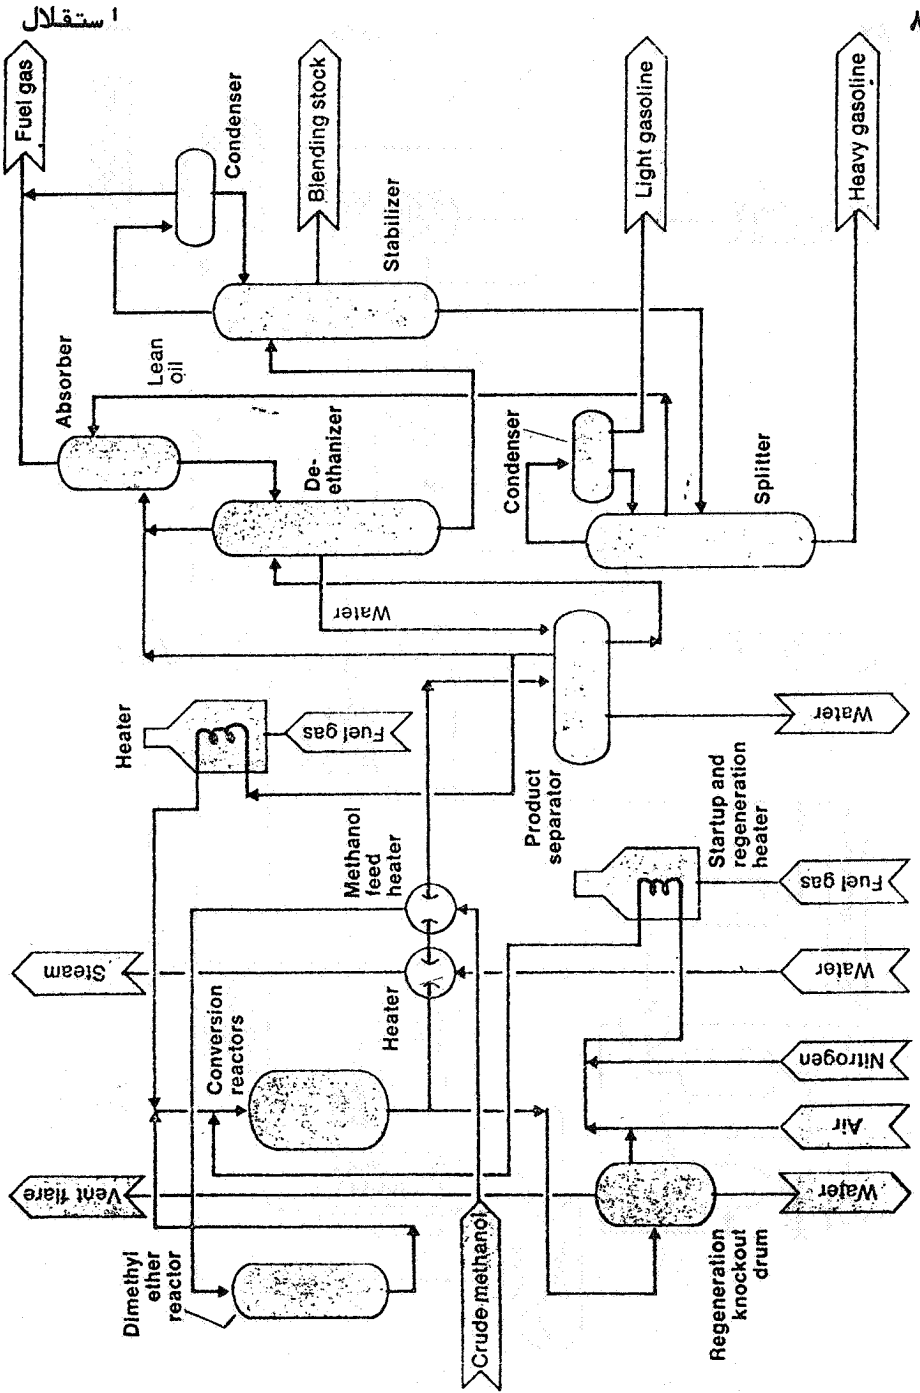 استقلال
Fuel gas
Condenser
Blending stock
Stabilizer
Light gasoline
Heavy gasoline
Absorber
Lean
oil
De-
ethanizer
Condenser
Splitter
Water
Heater
Fuel gas
Product
separator
Water
Methanol
feed
heater
Startup and
regeneration
heater
Fuel gas
Steam
Heater
Water
Conversion
reactors
Nitrogen
Air
Vent flare
Water
Dimethyl
ether
reactor
Crude methanol
Regeneration
knockout
drum